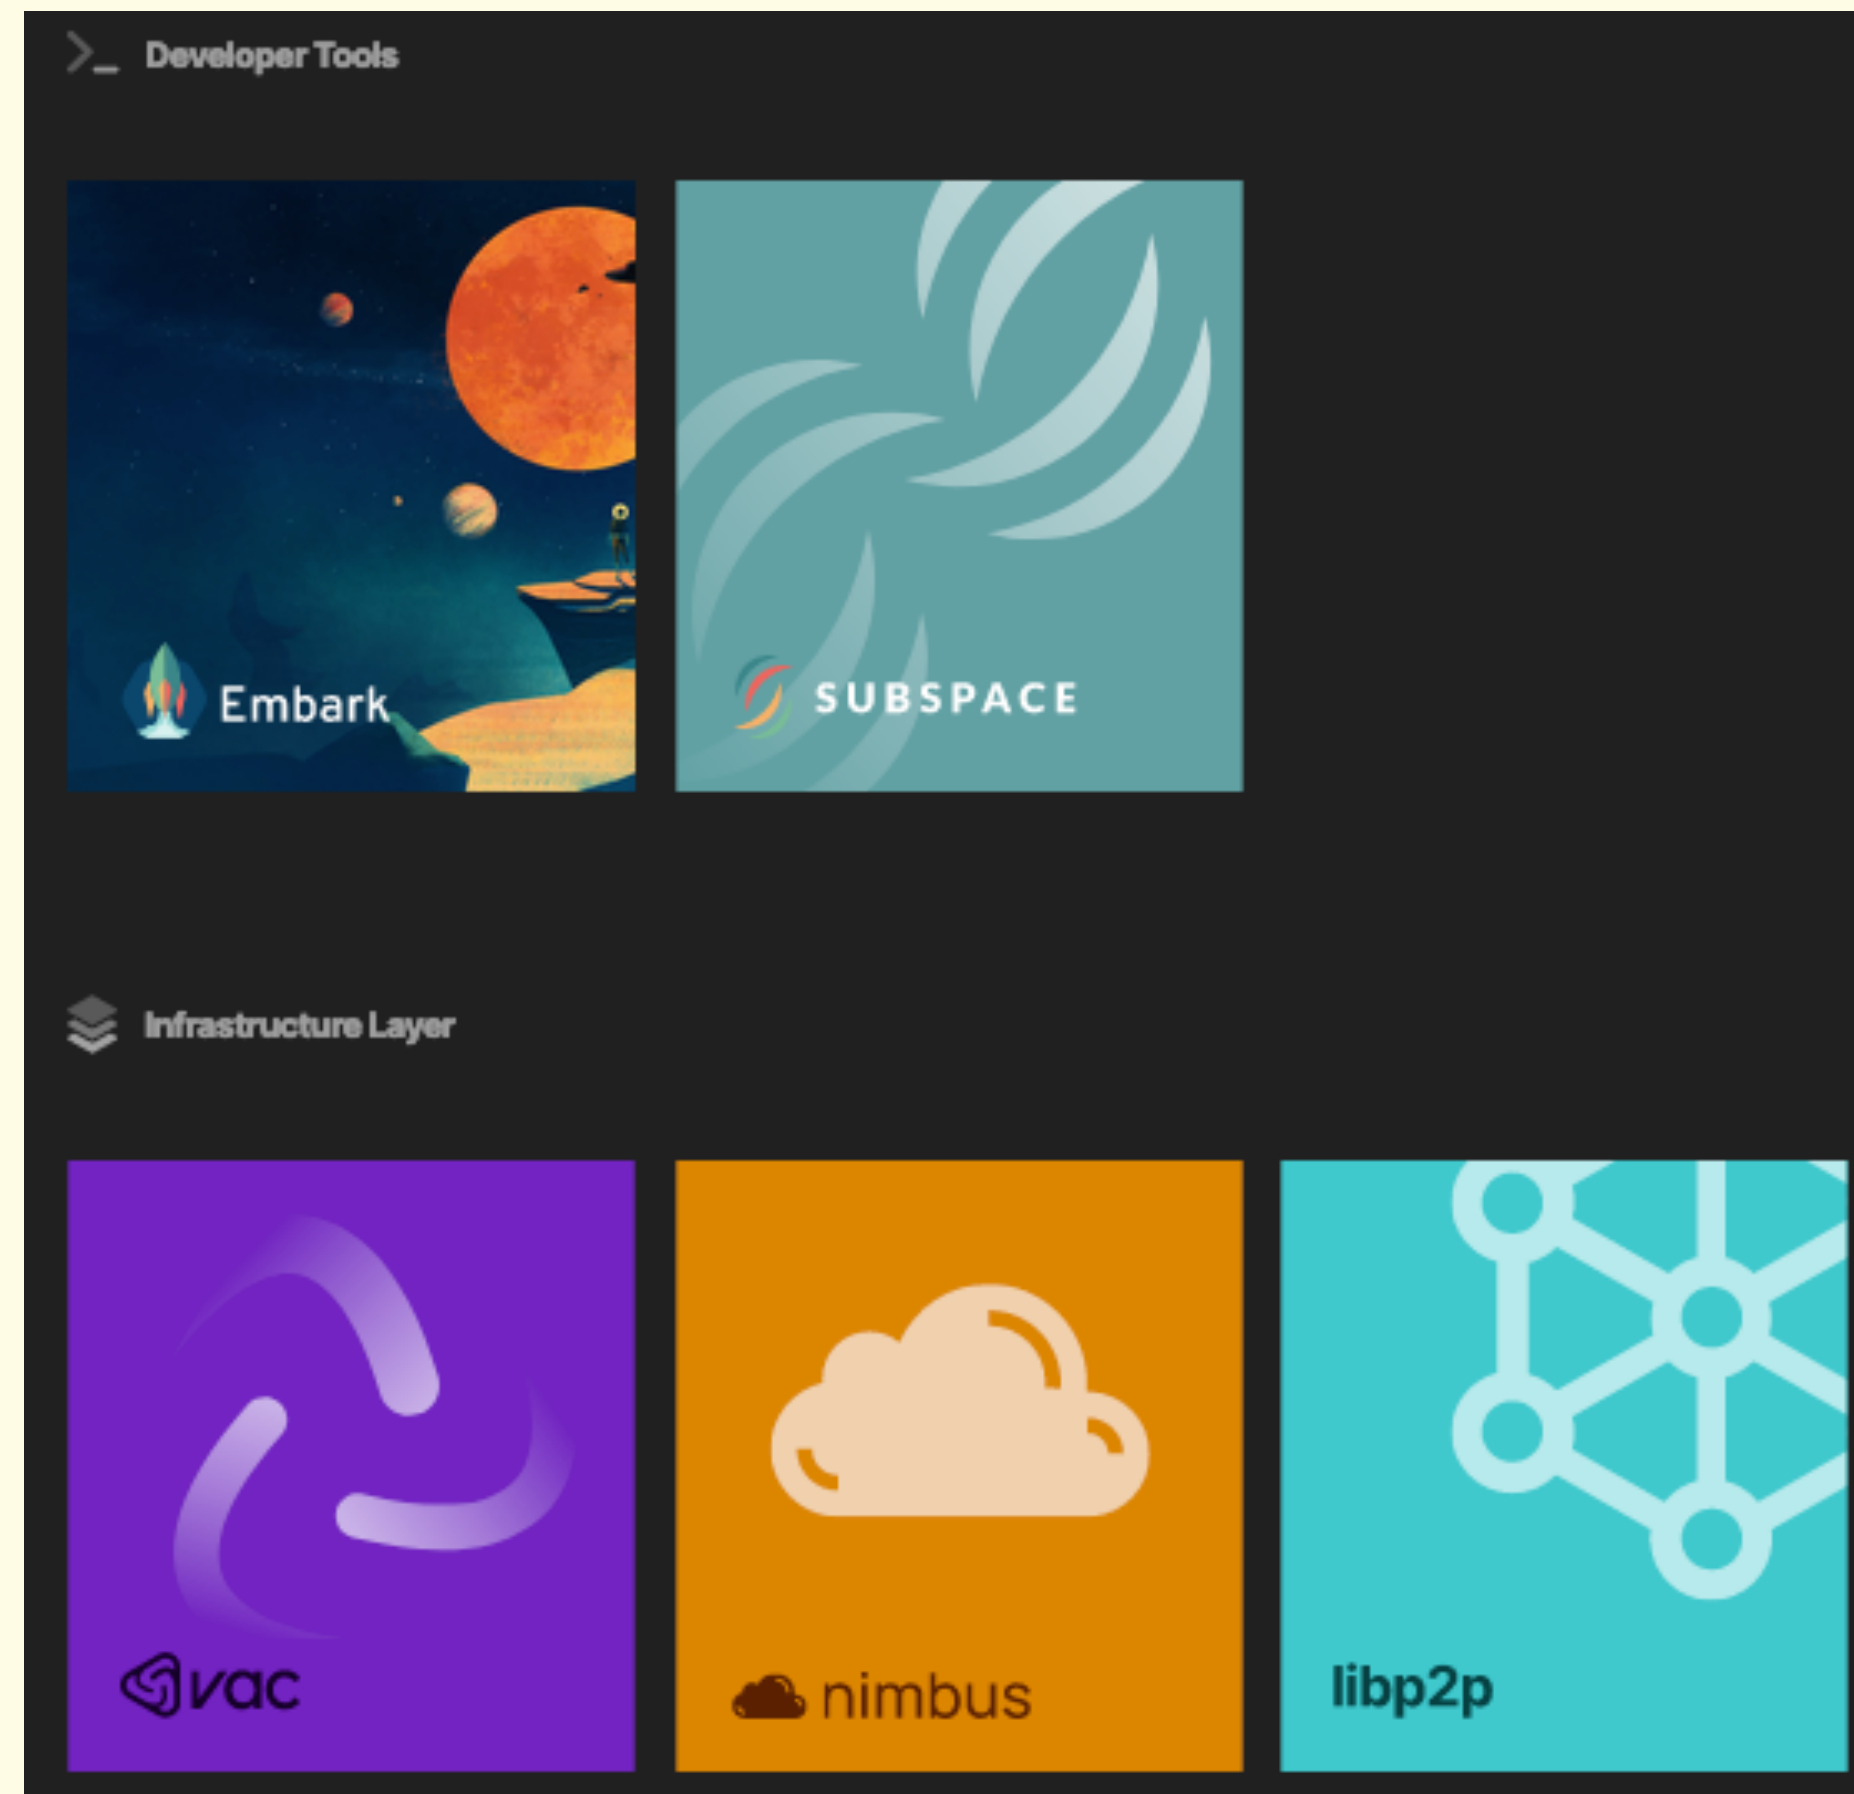 Developer Tools
Embark
SUBSPACE
Infrastructure Layer
vac
nimbus
libp2p